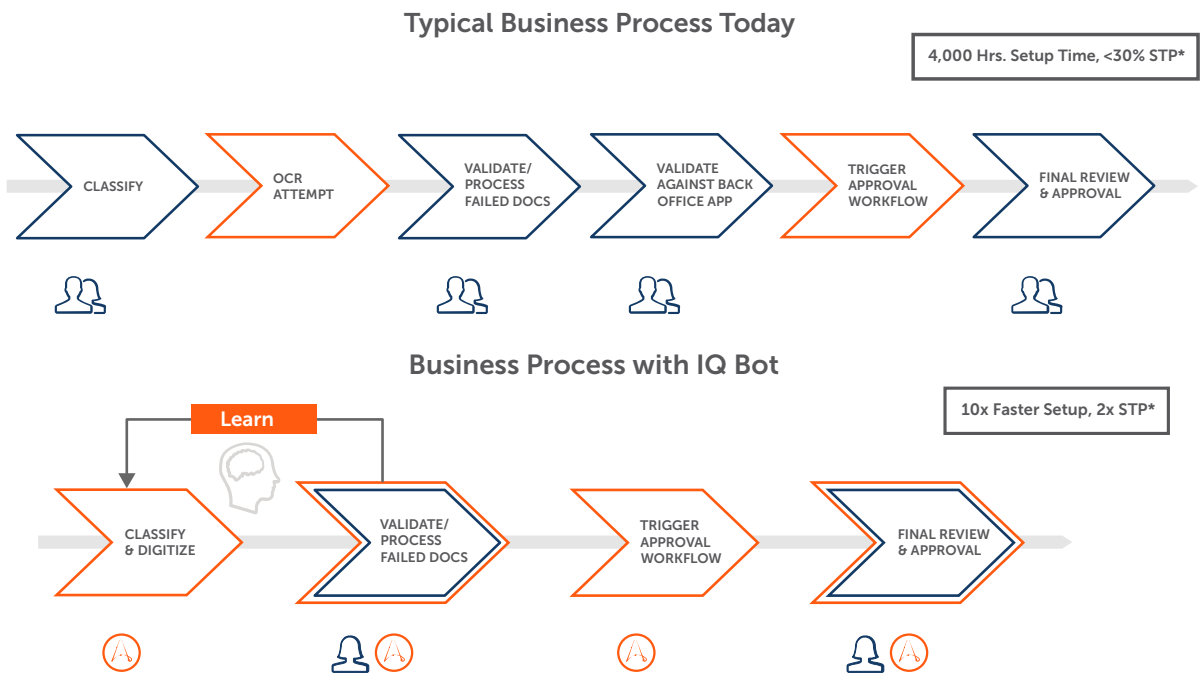 Typical Business Process Today
4,000 Hrs. Setup Time, <30% STP*
CLASSIFY
OCR
ATTEMPT
VALIDATE/
PROCESS
FAILED DOCS
VALIDATE
AGAINST BACK
OFFICE APP
TRIGGER
APPROVAL
WORKFLOW
FINAL REVIEW
& APPROVAL
Business Process with IQ Bot
10x Faster Setup, 2x STP*
Learn
CLASSIFY
& DIGITIZE
VALIDATE/
PROCESS
FAILED DOCS
TRIGGER
APPROVAL
WORKFLOW
FINAL REVIEW
& APPROVAL